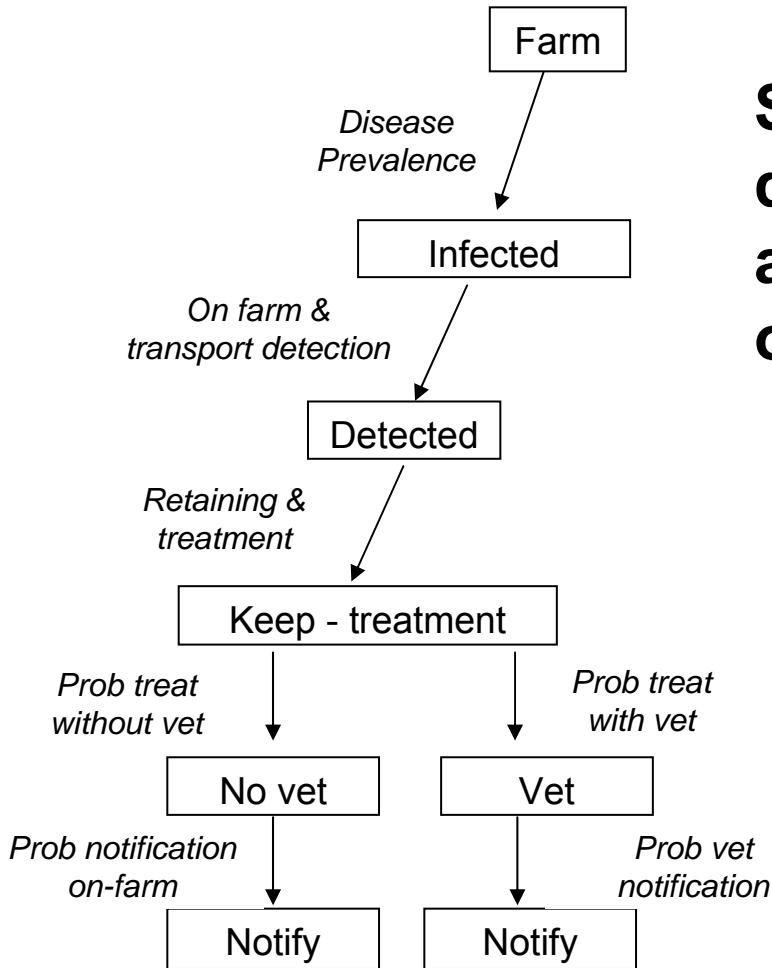 Farm
Disease
Prevalence
Infected
On farm &
transport detection
Detected
Retaining &
treatment
Keep - treatment
Prob treat
without vet
Prob treat
with vet
No vet
Vet
Prob notification
on-farm
Prob vet
notification
Notify
Notify